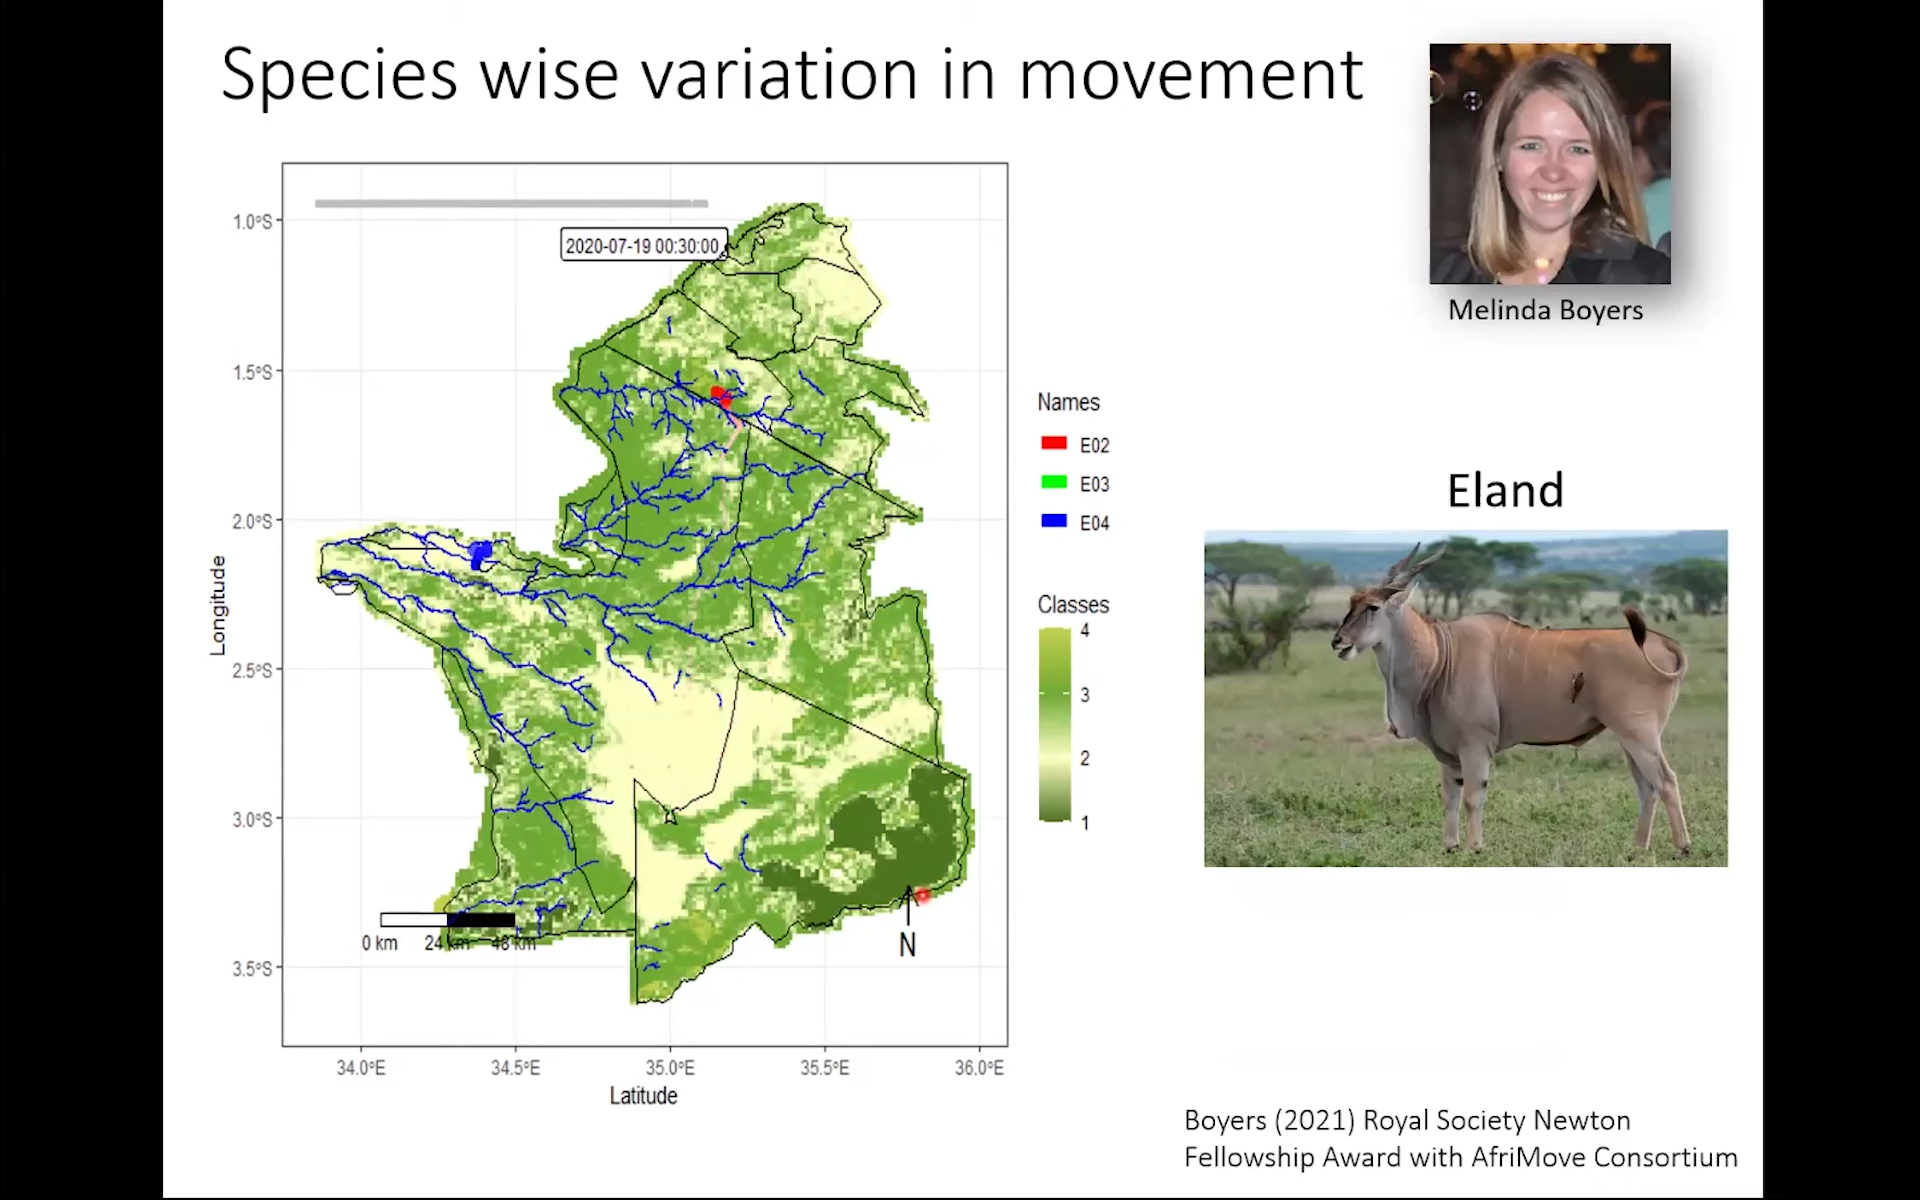 Species wise variation in movement
Melinda Boyers
2020-07-19 00:30:00
1.0°S
1.5°S
2.0°S
2.5°S
3.0°S
3.5°S
Longitude
34.0°E
34.5°E
35.0°E
35.5°E
36.0°E
Latitude
0 km 24 km 48 km
N
Names
E02
E03
E04
Classes
4
3
2
1
Eland
Boyers (2021) Royal Society Newton
Fellowship Award with AfriMove Consortium